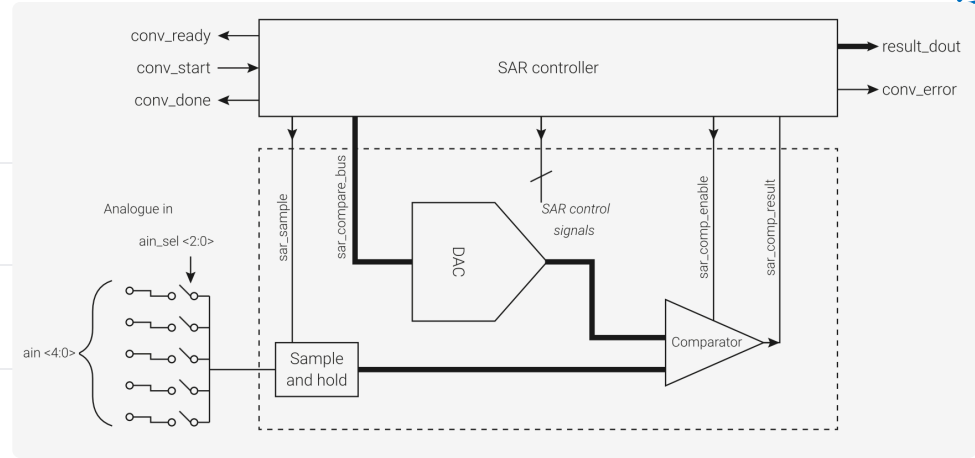 conv_ready
conv_start
conv_done
SAR controller
result_dout
conv_error
sar_sample
sar_compare_bus
SAR control
signals
sar_comp_enable
sar_comp_result
Analogue in
ain_sel <2:0>
DAC
ain <4:0>
Sample
and hold
Comparator